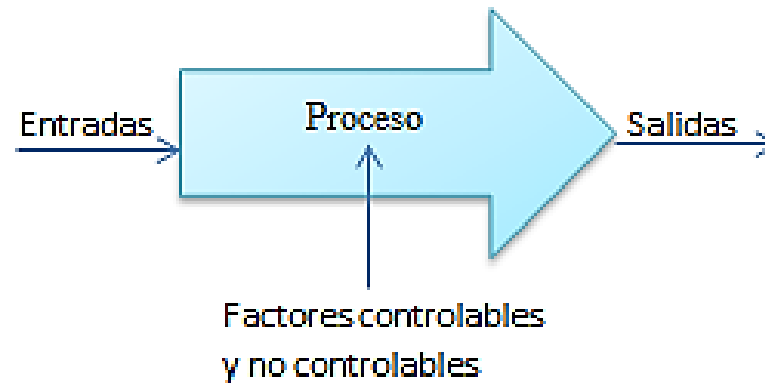 Entradas
Proceso
Salidas
Factores controlables
y no controlables